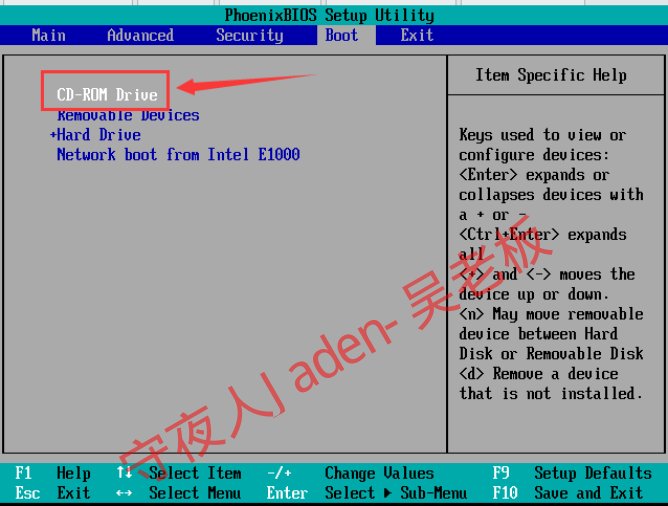 PhoenixBIOS Setup Utility
Main Advanced Security Boot Exit
CD-ROM Drive
Removable Devices
+Hard Drive
Network boot from Intel E1000
Item Specific Help
Keys used to view or
configure devices:
<Enter> expands or
collapses devices with
a + or -
<Ctrl+Enter> expands
all
<+> and <-> moves the
device up or down.
<n> May move removable
device between Hard
Disk or Removable Disk
<d> Remove a device
that is not installed.
守夜人J aden- 吴老板
F1 Help ↑↓ Select Item -/+ Change Values F9 Setup Defaults
Esc Exit ↔ Select Menu Enter Select ▶ Sub-Menu F10 Save and Exit